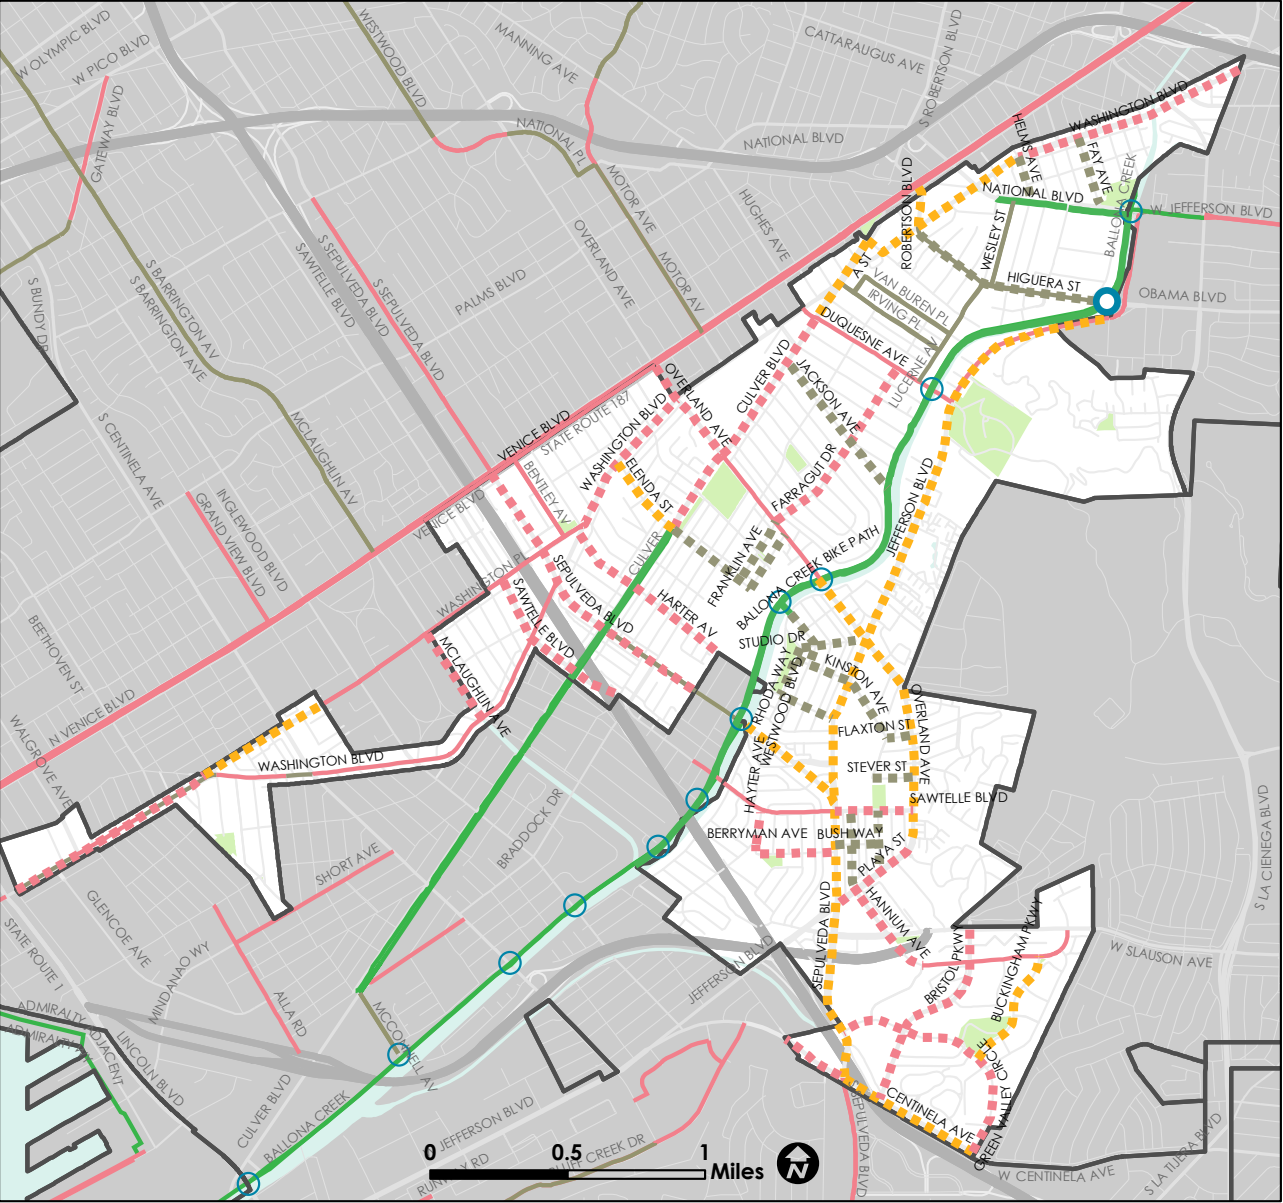 W OLYMPIC BLVD
W PICO BLVD
GATEWAY BLVD
WESTWOOD BLVD
MANNING AVE
CATTARAUGUS AVE
S ROBERTSON BLVD
NATIONAL PL
NATIONAL BLVD
MOTOR AVE
HUGHES AVE
OVERLAND AVE
MOTOR AV
PALMS BLVD
S SEPULVEDA BLVD
SAWTELLE BLVD
S SEPULVEDA BLVD
S BUNDY DR
S BARRINGTON AV
S BARRINGTON AVE
MCLAUGHLIN AV
S CENTINELA AVE
INGLEWOOD BLVD
GRAND VIEW BLVD
BEETHOVEN ST
N VENICE BLVD
WALGROVE AVE
WASHINGTON BLVD
HELMS AVE
FAY AVE
BALLONA CREEK
NATIONAL BLVD
W JEFFERSON BLVD
ROBERTSON BLVD
WESLEY ST
HIGUERA ST
OBAMA BLVD
A ST
VAN BUREN PL
IRVING PL
DUQUESNE AVE
LUCERNE AV
CULVER BLVD
JACKSON AVE
OVERLAND AVE
VENICE BLVD
STATE ROUTE 187
WASHINGTON BLVD
ELENDA ST
BENTLEY AV
VENICE BLVD
FARRAGUT DR
JEFFERSON BLVD
FRANKLIN AVE
BALLONA CREEK BIKE PATH
CULVER
WASHINGTON PL
SEPULVEDA BLVD
SAWTELLE BLVD
HARTER AV
MCLAUGHLIN AVE
STUDIO DR
KINSTON AVE
RHODA WAY
WESTWOOD BLVD
FLAXTON ST
OVERLAND AVE
HAYTER AVE
STEVER ST
SAWTELLE BLVD
BERRYMAN AVE
BUSH WAY
PLAYA ST
WASHINGTON BLVD
BRADDOCK DR
SHORT AVE
HANNUM AVE
SEPULVEDA BLVD
BRISTOL PKWY
BUCKINGHAM PKWY
W SLAUSON AVE
S LA CIENEGA BLVD
GLENCOE AVE
STATE ROUTE 1
MINDANAO WY
ALLA RD
JEFFERSON BLVD
MCCONNELL AV
ADMIRALTY
ADMIRALTY
ADJACENT
LINCOLN BLVD
CULVER BLVD
BALLONA CREEK
JEFFERSON BLVD
BLUFF CREEK DR
SEPULVEDA BLVD
CENTINELA AVE
GREEN VALLEY CIRCLE
W CENTINELA AVE
S LA TIJERA BLVD
0 0.5 1
Miles
N